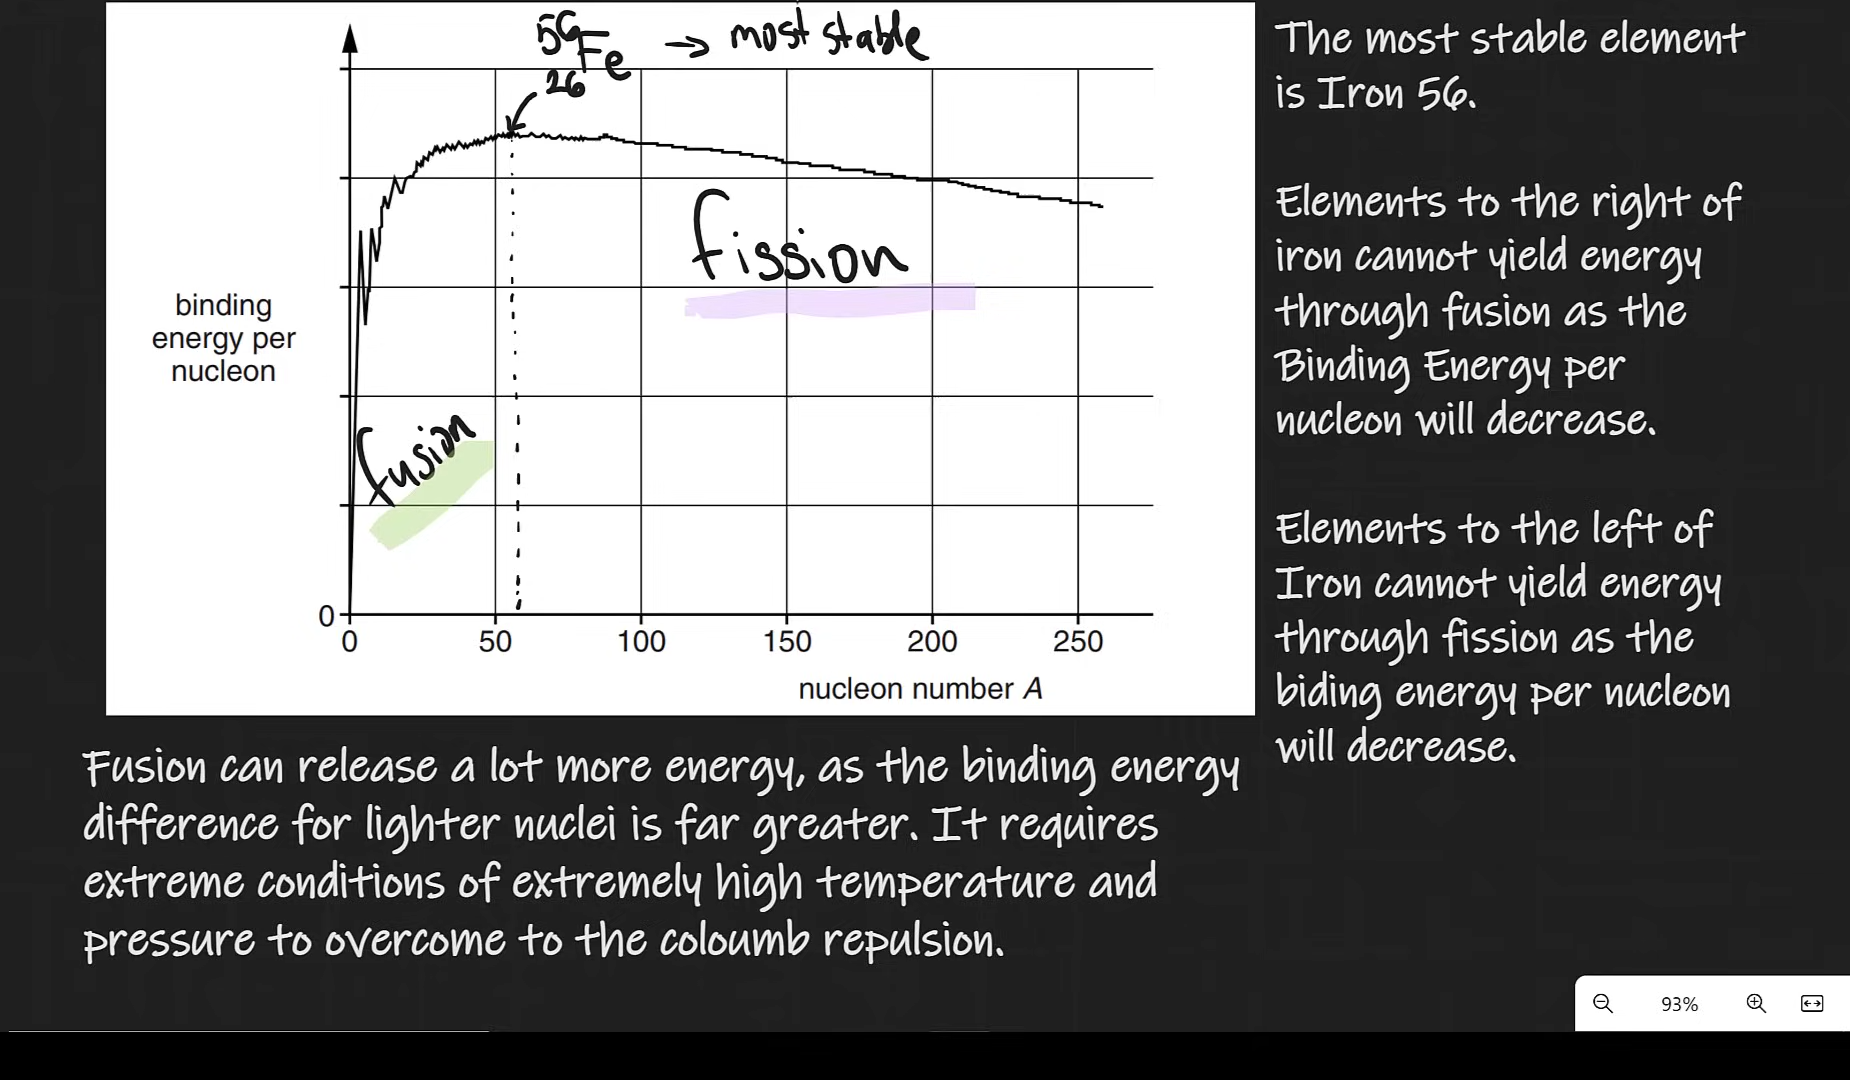 56
Fe → most stable
26
binding
energy per
nucleon
fission
fusion
0
0 50 100 150 200 250
nucleon number A
The most stable element
is Iron 56.
Elements to the right of
iron cannot yield energy
through fusion as the
Binding Energy per
nucleon will decrease.
Elements to the left of
Iron cannot yield energy
through fission as the
biding energy per nucleon
will decrease.
Fusion can release a lot more energy, as the binding energy
difference for lighter nuclei is far greater. It requires
extreme conditions of extremely high temperature and
pressure to overcome to the coloumb repulsion.
93%